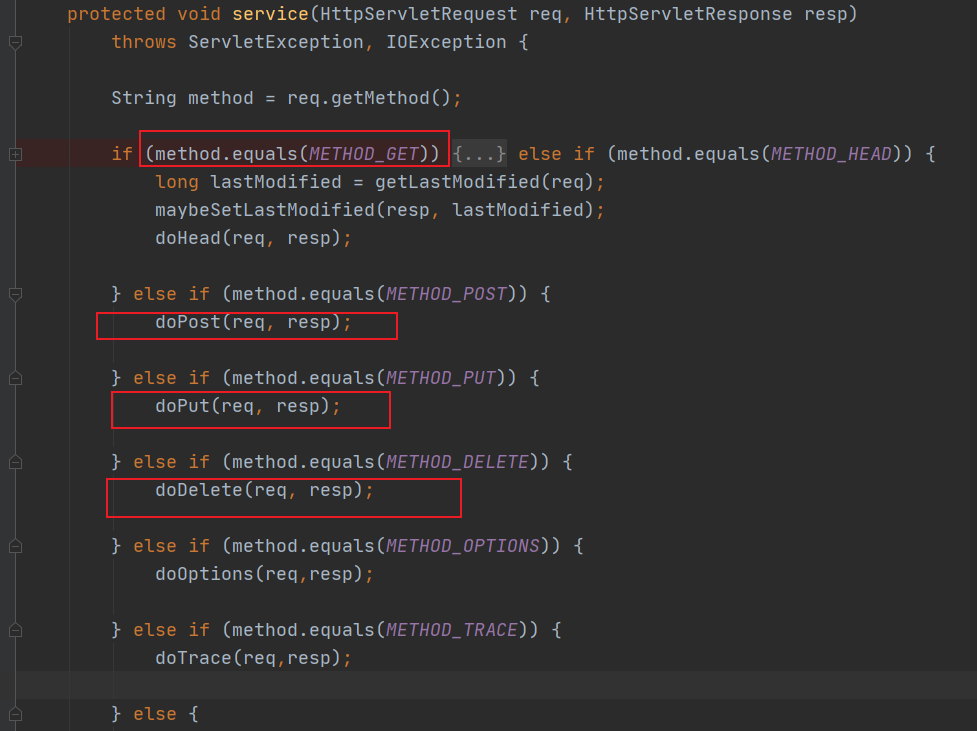 protected void service(HttpServletRequest req, HttpServletResponse resp)
throws ServletException, IOException {
String method = req.getMethod();
if (method.equals(METHOD_GET)) {...} else if (method.equals(METHOD_HEAD)) {
long lastModified = getLastModified(req);
maybeSetLastModified(resp, lastModified);
doHead(req, resp);
} else if (method.equals(METHOD_POST)) {
doPost(req, resp);
} else if (method.equals(METHOD_PUT)) {
doPut(req, resp);
} else if (method.equals(METHOD_DELETE)) {
doDelete(req, resp);
} else if (method.equals(METHOD_OPTIONS)) {
doOptions(req,resp);
} else if (method.equals(METHOD_TRACE)) {
doTrace(req,resp);
} else {